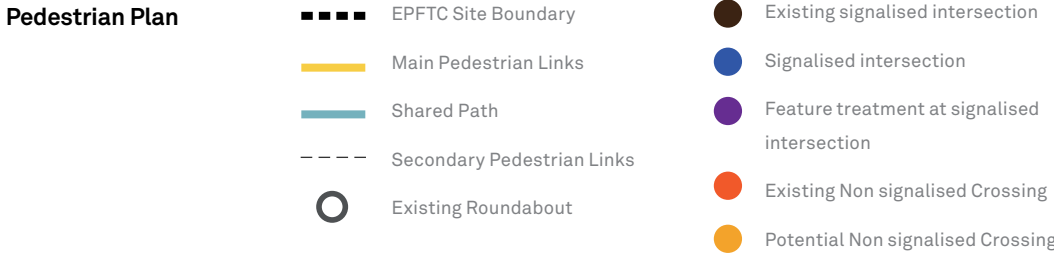 Pedestrian Plan
EPFTC Site Boundary
Main Pedestrian Links
Shared Path
Secondary Pedestrian Links
Existing Roundabout
Existing signalised intersection
Signalised intersection
Feature treatment at signalised
intersection
Existing Non signalised Crossing
Potential Non signalised Crossing